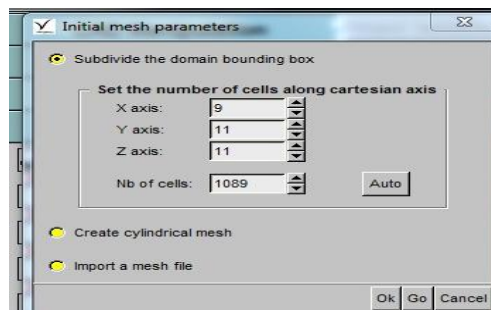 Initial mesh parameters
Subdivide the domain bounding box
Set the number of cells along cartesian axis
X axis: 9
Y axis: 11
Z axis: 11
Nb of cells: 1089 Auto
Create cylindrical mesh
Import a mesh file
Ok Go Cancel